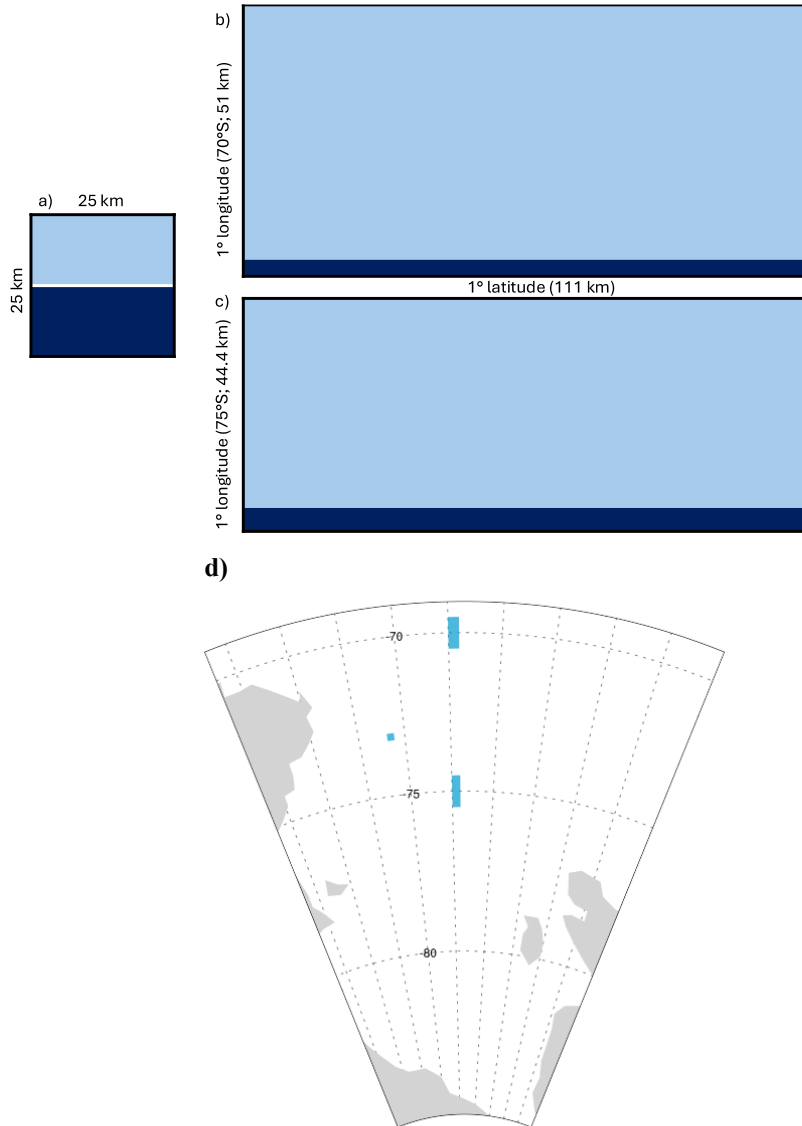 a) 25 km
25 km
b)
1° longitude (70°S; 51 km)
1° latitude (111 km)
c)
1° longitude (75°S; 44.4 km)
d)
-70
-75
-80